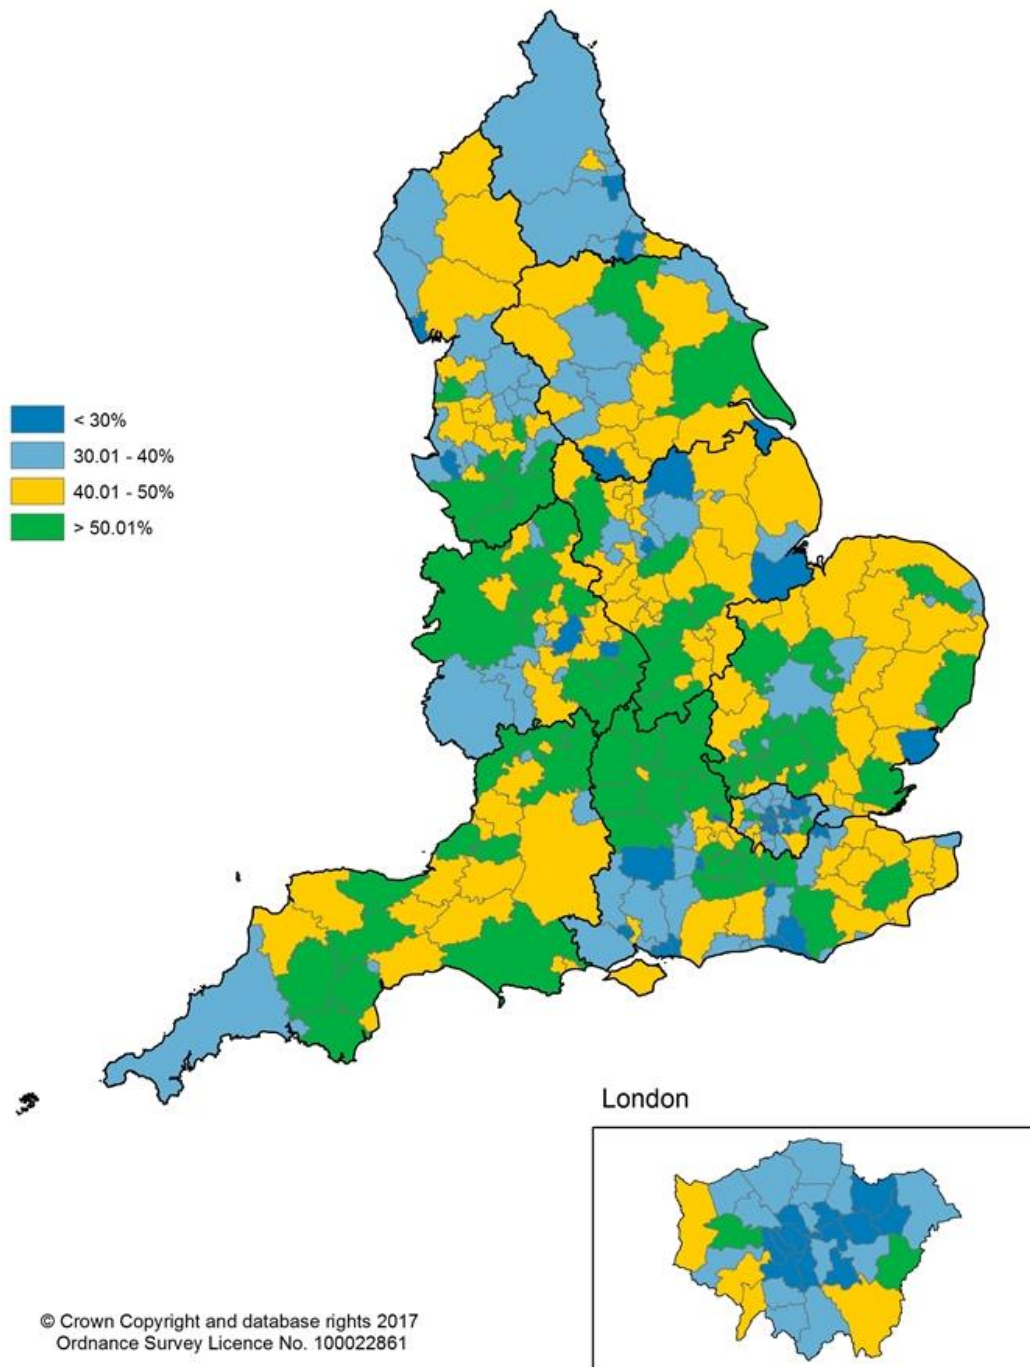 < 30%
30.01 - 40%
40.01 - 50%
> 50.01%
London
© Crown Copyright and database rights 2017
Ordnance Survey Licence No. 100022861